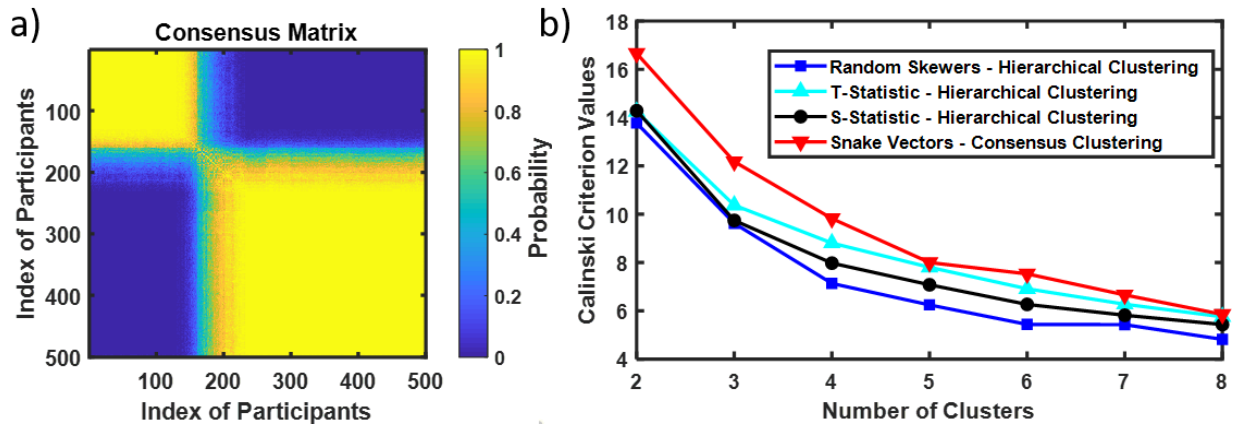 a)
Consensus Matrix
Index of Participants
100
200
300
400
500
100 200 300 400 500
Index of Participants
1
0.8
0.6
0.4
0.2
0
Probability
b)
Calinski Criterion Values
18
16
14
12
10
8
6
4
2 3 4 5 6 7 8
Number of Clusters
Random Skewers - Hierarchical Clustering
T-Statistic - Hierarchical Clustering
S-Statistic - Hierarchical Clustering
Snake Vectors - Consensus Clustering